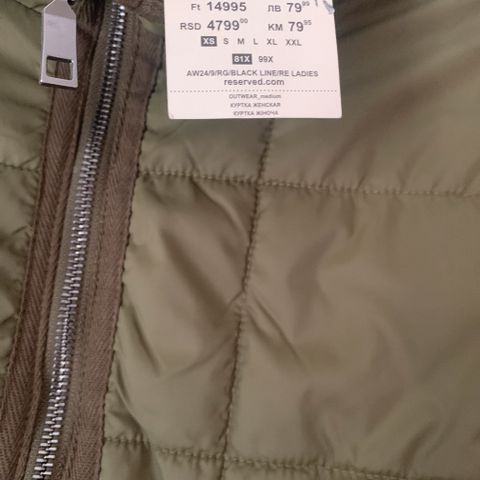 Ft 14995 ЛВ 79⁹⁹
RSD 4799⁰⁰ KM 79⁹⁵
XS S M L XL XXL
81X 99X
AW24/9/RG/BLACK LINE/RE LADIES
reserved.com
OUTWEAR_medium
КУРТКА ЖЕНСКАЯ
КУРТКА ЖІНОЧА